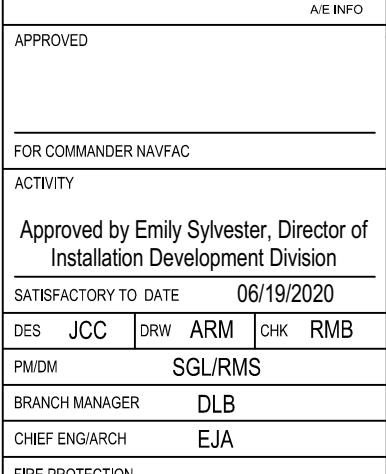 A/E INFO
APPROVED
FOR COMMANDER NAVFAC
ACTIVITY
Approved by Emily Sylvester, Director of
Installation Development Division
SATISFACTORY TO DATE 06/19/2020
DES JCC DRW ARM CHK RMB
PM/DM SGL/RMS
BRANCH MANAGER DLB
CHIEF ENG/ARCH EJA
FIRE PROTECTION